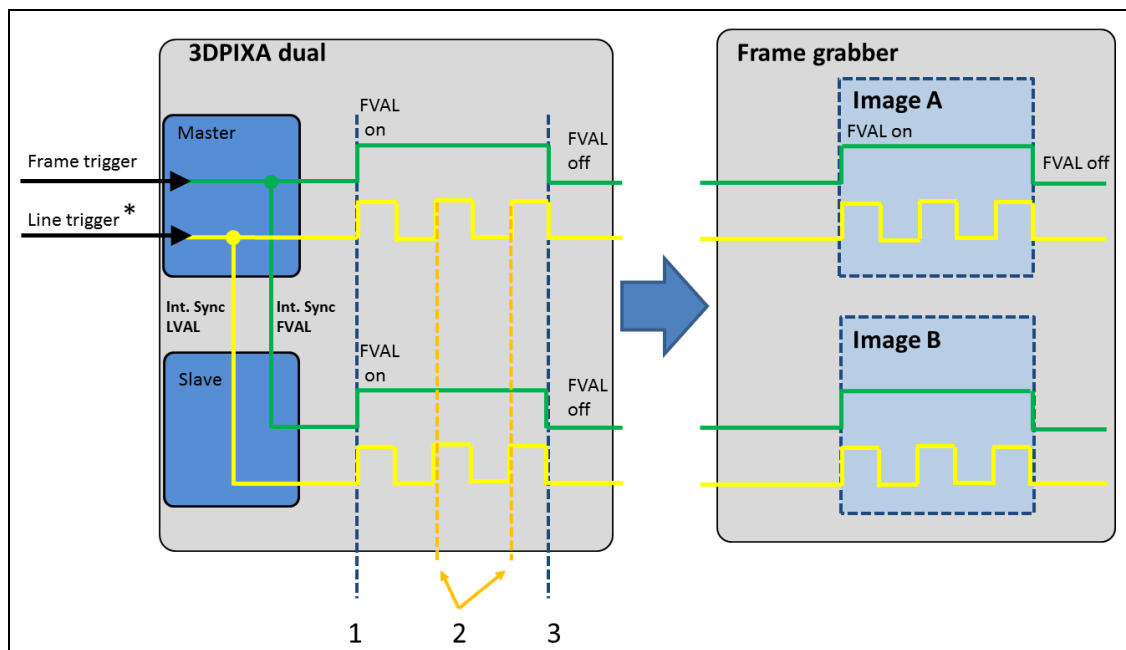 3DPIXA dual
Master
Frame trigger
Line trigger *
FVAL
on
FVAL
off
Int. Sync
LVAL
Int. Sync
FVAL
Slave
FVAL
on
FVAL
off
1
2
3
Frame grabber
Image A
FVAL on
FVAL off
Image B